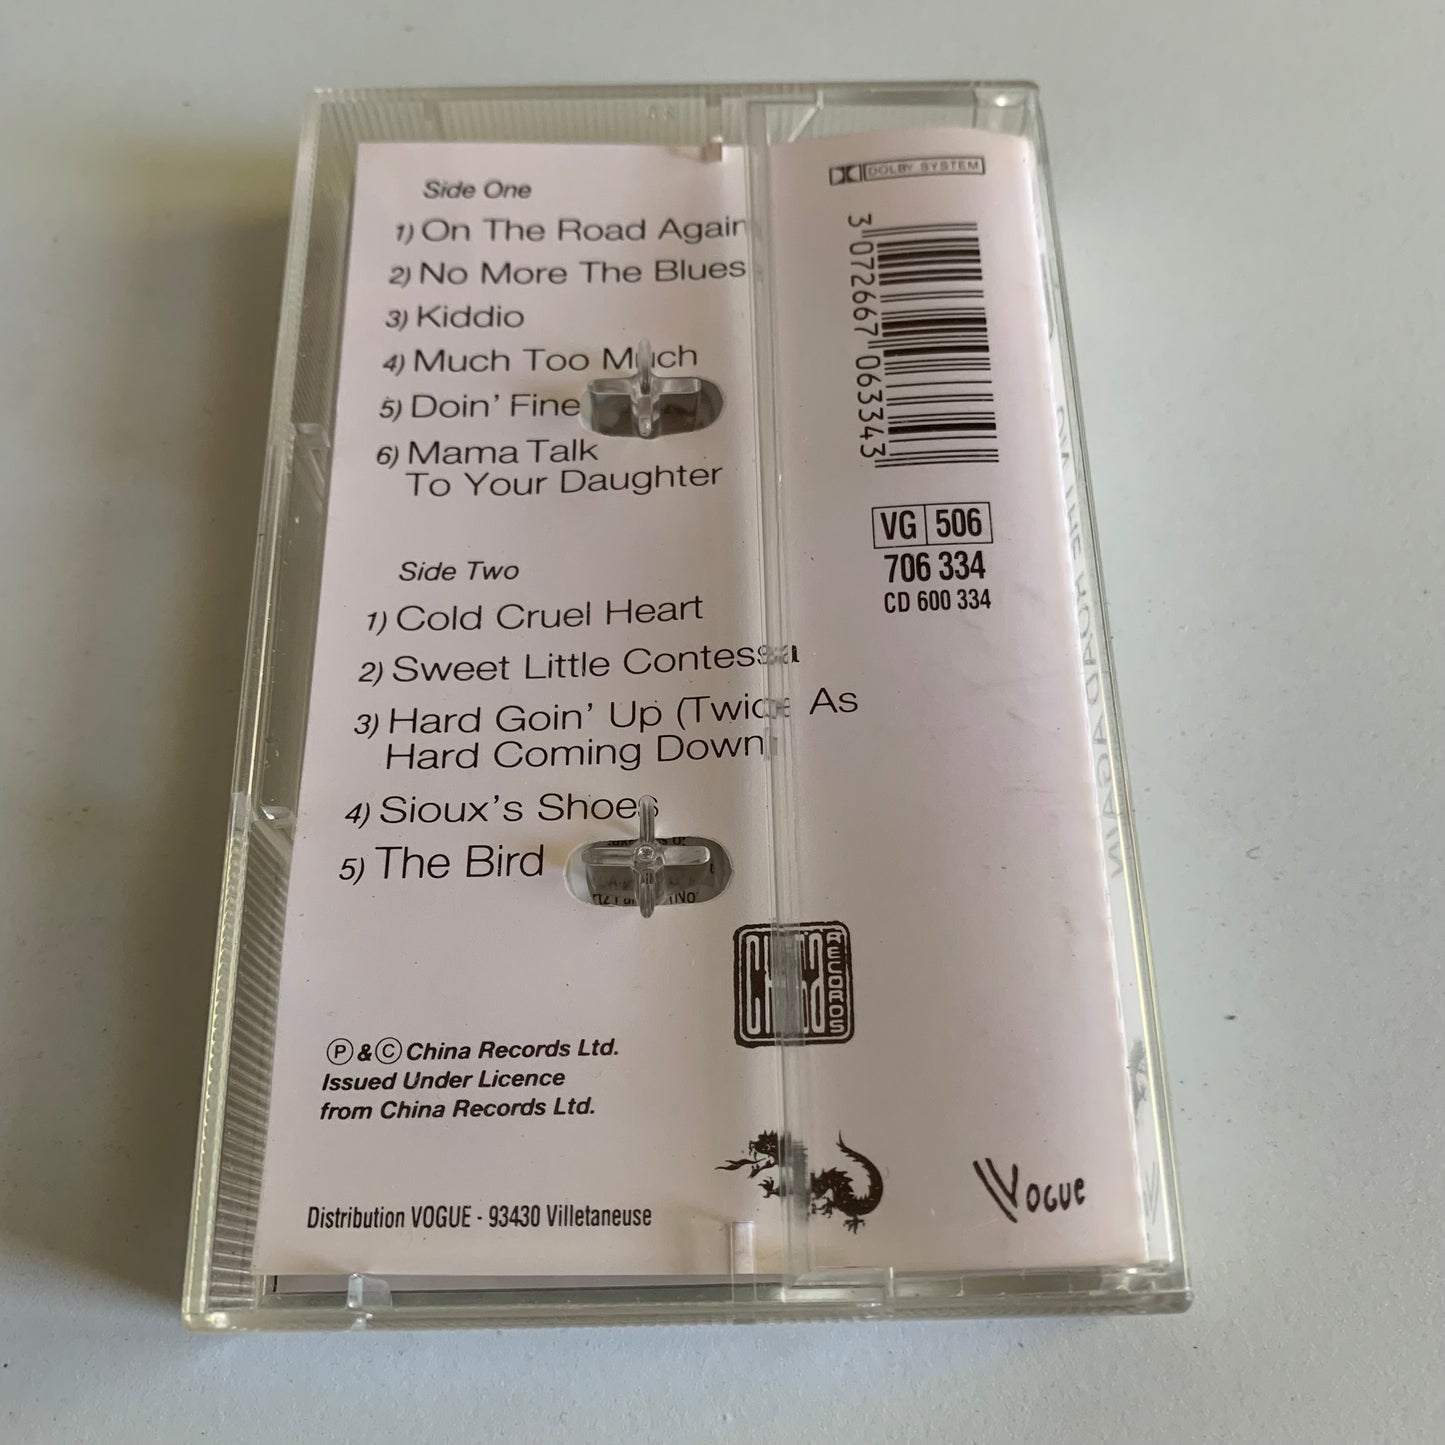 Side One
1) On The Road Again
2) No More The Blues
3) Kiddio
4) Much Too Much
5) Doin' Fine
6) Mama Talk
To Your Daughter
Side Two
1) Cold Cruel Heart
2) Sweet Little Contessa
3) Hard Goin' Up (Twice As
Hard Coming Down)
4) Sioux's Shoes
5) The Bird
Ⓟ & Ⓒ China Records Ltd.
Issued Under Licence
from China Records Ltd.
Distribution VOGUE - 93430 Villetaneuse
DOLBY SYSTEM
3 072667 063343
VG 506
706 334
CD 600 334
China
RECORDS
VOGUE
ON THE ROAD AGAIN